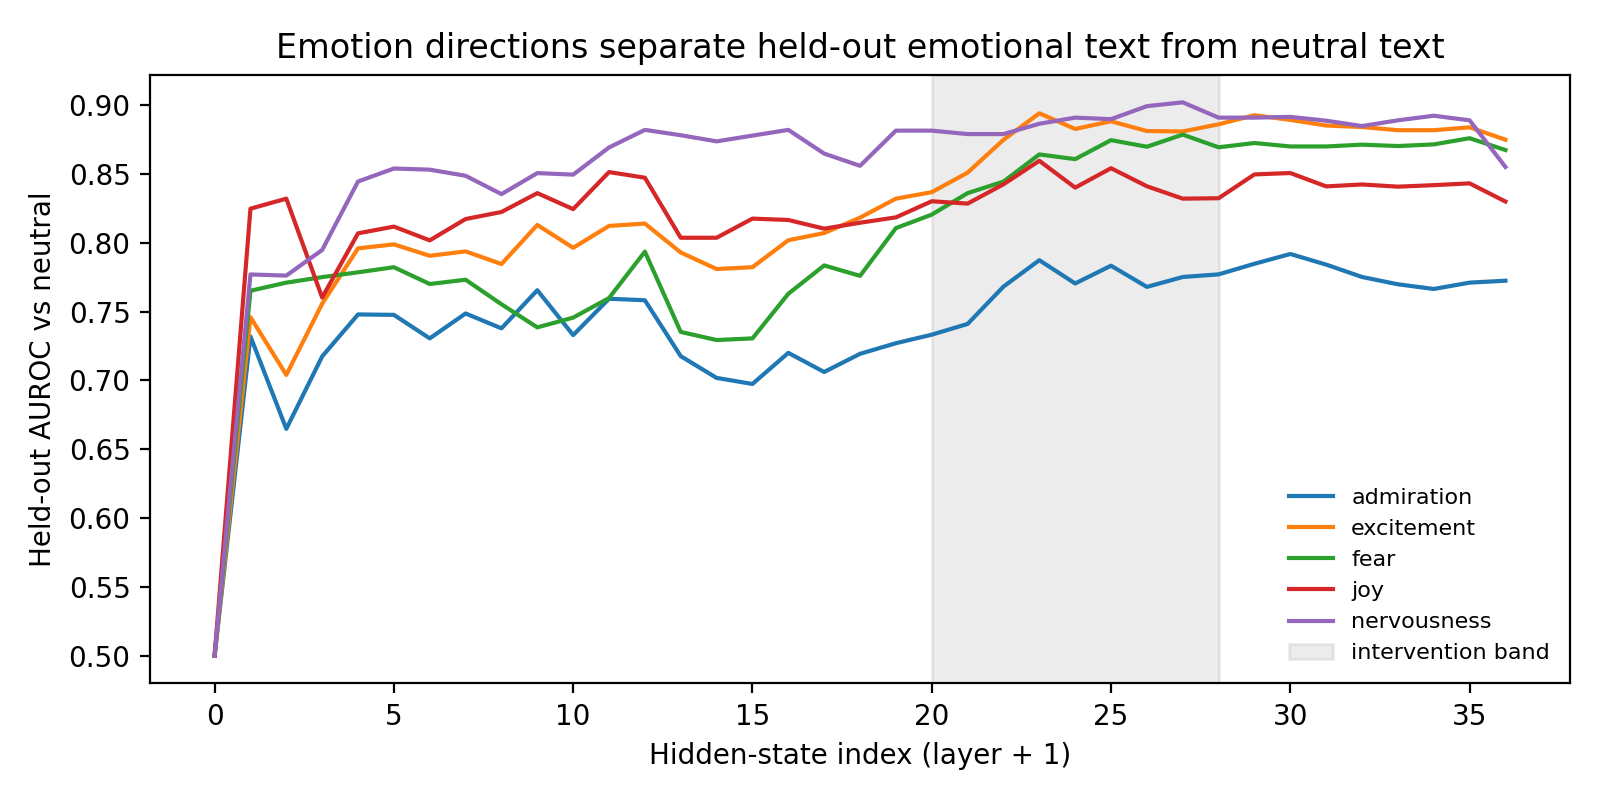 Emotion directions separate held-out emotional text from neutral text
Held-out AUROC vs neutral
0.90
0.85
0.80
0.75
0.70
0.65
0.60
0.55
0.50
admiration
excitement
fear
joy
nervousness
intervention band
0 5 10 15 20 25 30 35
Hidden-state index (layer + 1)